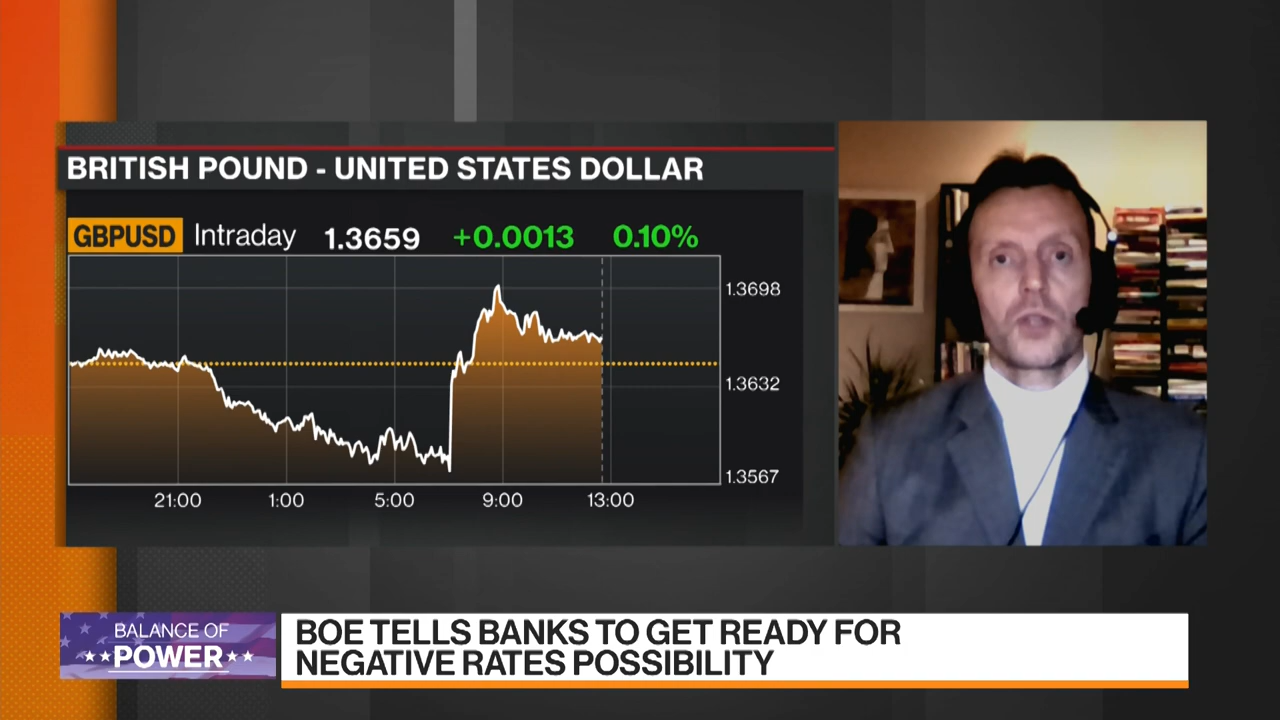 BRITISH POUND - UNITED STATES DOLLAR
GBPUSD Intraday 1.3659 +0.0013 0.10%
1.3698
1.3632
1.3567
21:00 1:00 5:00 9:00 13:00
BALANCE OF
POWER
BOE TELLS BANKS TO GET READY FOR
NEGATIVE RATES POSSIBILITY